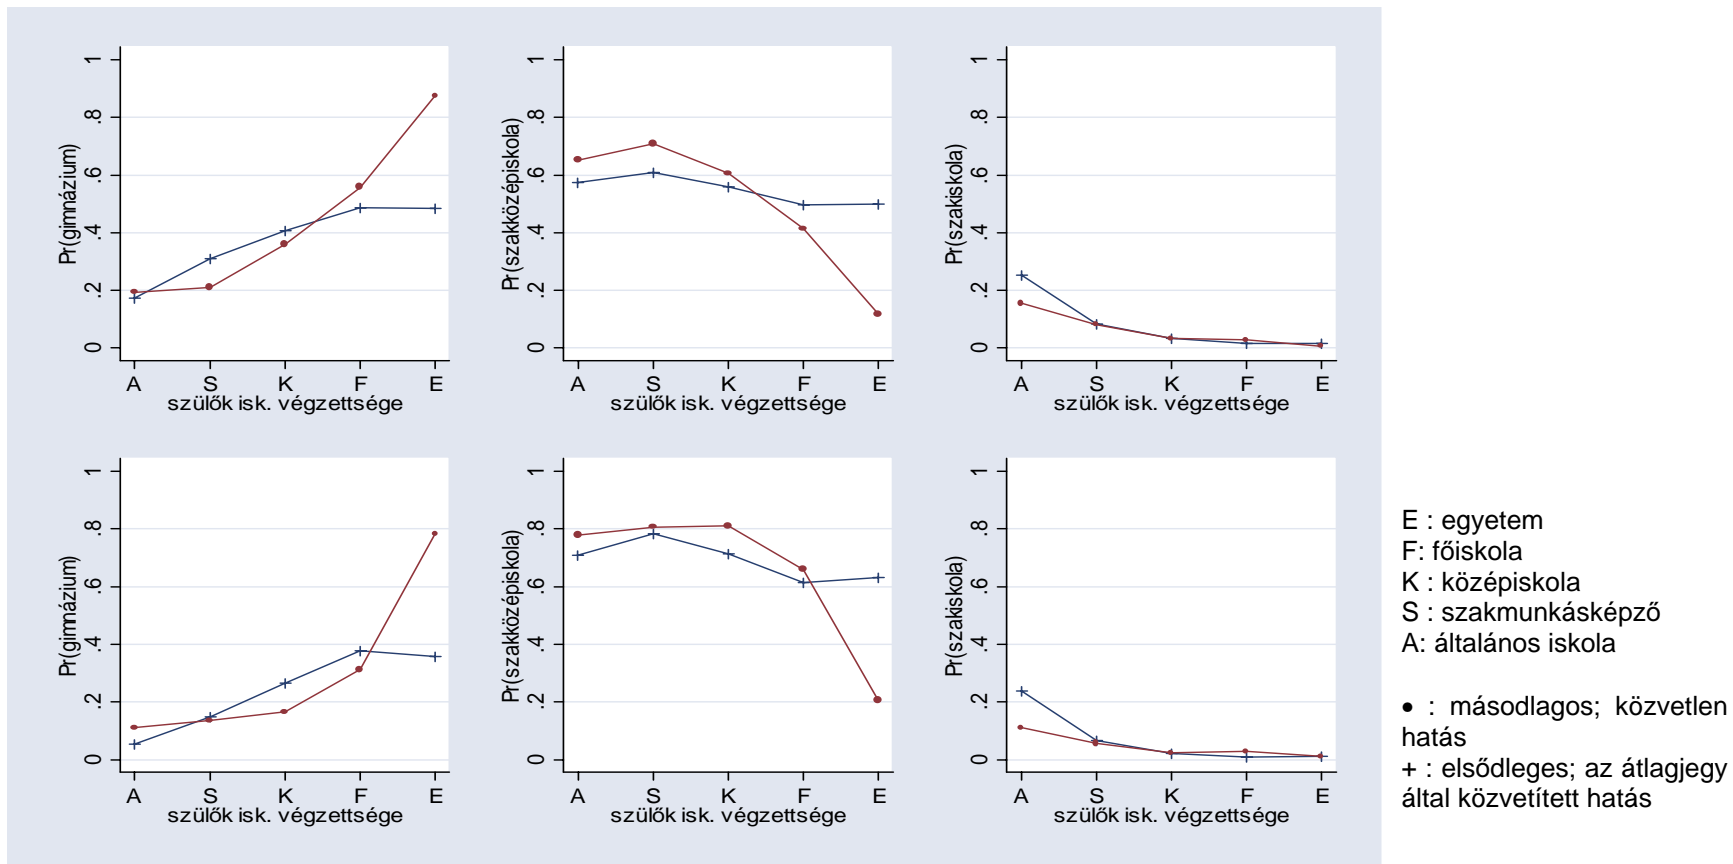 Pr(gimnázium)
0 .2 .4 .6 .8 1
A S K F E
szülők isk. végzettsége
Pr(szakközépiskola)
0 .2 .4 .6 .8 1
A S K F E
szülők isk. végzettsége
Pr(szakiskola)
0 .2 .4 .6 .8 1
A S K F E
szülők isk. végzettsége
Pr(gimnázium)
0 .2 .4 .6 .8 1
A S K F E
szülők isk. végzettsége
Pr(szakközépiskola)
0 .2 .4 .6 .8 1
A S K F E
szülők isk. végzettsége
Pr(szakiskola)
0 .2 .4 .6 .8 1
A S K F E
szülők isk. végzettsége
E : egyetem
F: főiskola
K : középiskola
S : szakmunkásképző
A: általános iskola
● : másodlagos; közvetlen
hatás
+ : elsődleges; az átlagjegy
által közvetített hatás